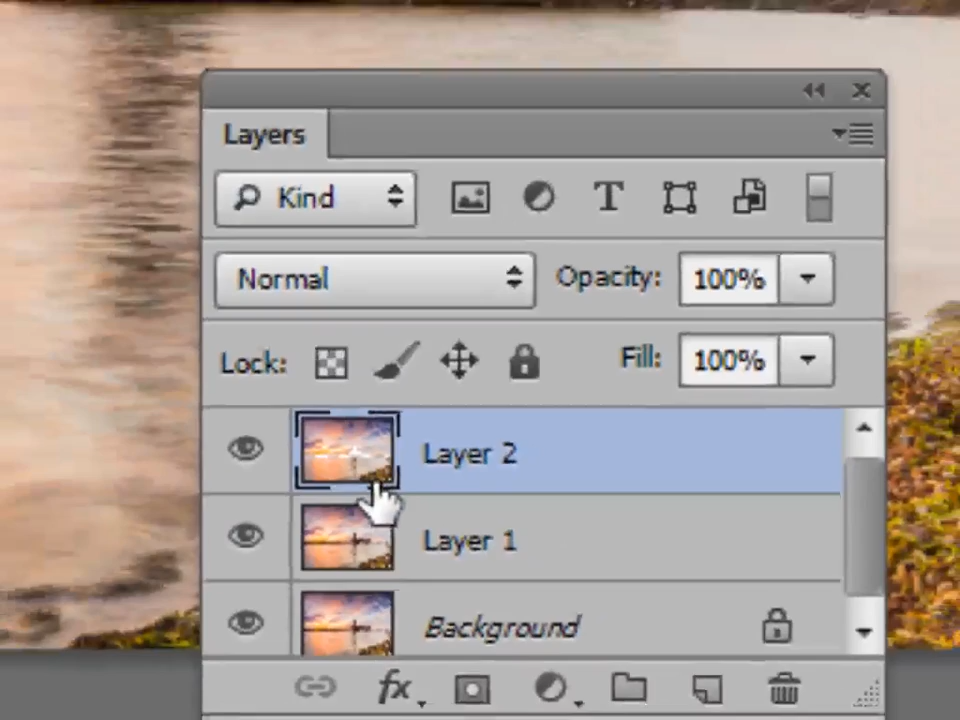 Layers
Kind
Normal Opacity: 100%
Lock: Fill: 100%
Layer 2
Layer 1
Background
fx